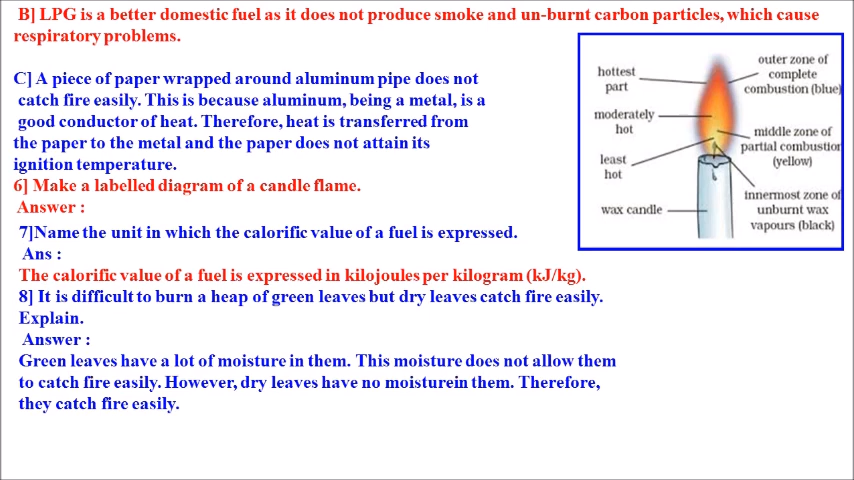 B] LPG is a better domestic fuel as it does not produce smoke and un-burnt carbon particles, which cause
respiratory problems.
C] A piece of paper wrapped around aluminum pipe does not
catch fire easily. This is because aluminum, being a metal, is a
good conductor of heat. Therefore, heat is transferred from
the paper to the metal and the paper does not attain its
ignition temperature.
6] Make a labelled diagram of a candle flame.
Answer :
7]Name the unit in which the calorific value of a fuel is expressed.
Ans :
The calorific value of a fuel is expressed in kilojoules per kilogram (kJ/kg).
8] It is difficult to burn a heap of green leaves but dry leaves catch fire easily.
Explain.
Answer :
Green leaves have a lot of moisture in them. This moisture does not allow them
to catch fire easily. However, dry leaves have no moisturein them. Therefore,
they catch fire easily.
hottest
part
moderately
hot
least
hot
wax candle
outer zone of
complete
combustion (blue)
middle zone of
partial combustion
(yellow)
innermost zone of
unburnt wax
vapours (black)